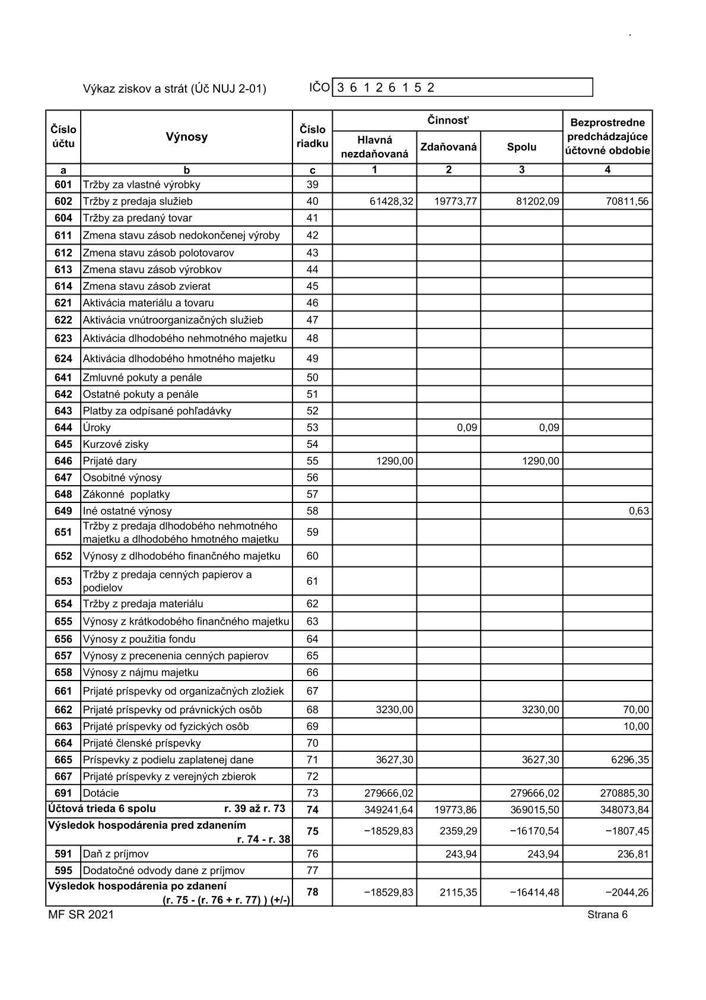 Výkaz ziskov a strát (Úč NUJ 2-01) IČO 3 6 1 2 6 1 5 2
Číslo účtu Výnosy Číslo riadku Činnosť Bezprostredne predchádzajúce účtovné obdobie
Hlavná nezdaňovaná Zdaňovaná Spolu
a b c 1 2 3 4
601 Tržby za vlastné výrobky 39
602 Tržby z predaja služieb 40 61428,32 19773,77 81202,09 70811,56
604 Tržby za predaný tovar 41
611 Zmena stavu zásob nedokončenej výroby 42
612 Zmena stavu zásob polotovarov 43
613 Zmena stavu zásob výrobkov 44
614 Zmena stavu zásob zvierat 45
621 Aktivácia materiálu a tovaru 46
622 Aktivácia vnútroorganizačných služieb 47
623 Aktivácia dlhodobého nehmotného majetku 48
624 Aktivácia dlhodobého hmotného majetku 49
641 Zmluvné pokuty a penále 50
642 Ostatné pokuty a penále 51
643 Platby za odpísané pohľadávky 52
644 Úroky 53 0,09 0,09
645 Kurzové zisky 54
646 Prijaté dary 55 1290,00 1290,00
647 Osobitné výnosy 56
648 Zákonné poplatky 57
649 Iné ostatné výnosy 58 0,63
651 Tržby z predaja dlhodobého nehmotného majetku a dlhodobého hmotného majetku 59
652 Výnosy z dlhodobého finančného majetku 60
653 Tržby z predaja cenných papierov a podielov 61
654 Tržby z predaja materiálu 62
655 Výnosy z krátkodobého finančného majetku 63
656 Výnosy z použitia fondu 64
657 Výnosy z precenenia cenných papierov 65
658 Výnosy z nájmu majetku 66
661 Prijaté príspevky od organizačných zložiek 67
662 Prijaté príspevky od právnických osôb 68 3230,00 3230,00 70,00
663 Prijaté príspevky od fyzických osôb 69 10,00
664 Prijaté členské príspevky 70
665 Príspevky z podielu zaplatenej dane 71 3627,30 3627,30 6296,35
667 Prijaté príspevky z verejných zbierok 72
691 Dotácie 73 279666,02 279666,02 270885,30
Účtová trieda 6 spolu r. 39 až r. 73 74 349241,64 19773,86 369015,50 348073,84
Výsledok hospodárenia pred zdanením r. 74 - r. 38 75 −18529,83 2359,29 −16170,54 −1807,45
591 Daň z príjmov 76 243,94 243,94 236,81
595 Dodatočné odvody dane z príjmov 77
Výsledok hospodárenia po zdanení (r. 75 - (r. 76 + r. 77) ) (+/-) 78 −18529,83 2115,35 −16414,48 −2044,26
MF SR 2021 Strana 6